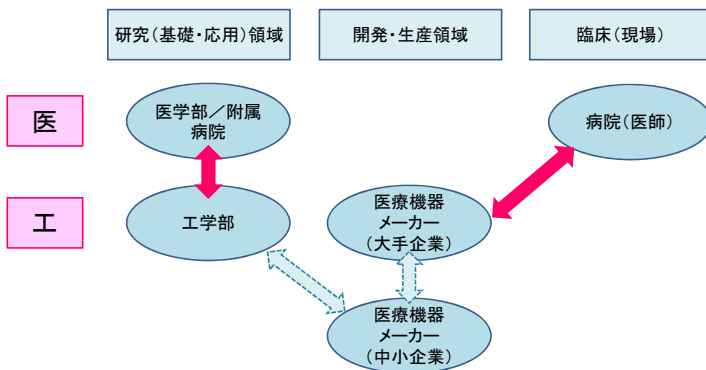 研究(基礎・応用)領域
開発・生産領域
臨床(現場)
医
医学部／附属
病院
病院(医師)
工
工学部
医療機器
メーカー
(大手企業)
医療機器
メーカー
(中小企業)